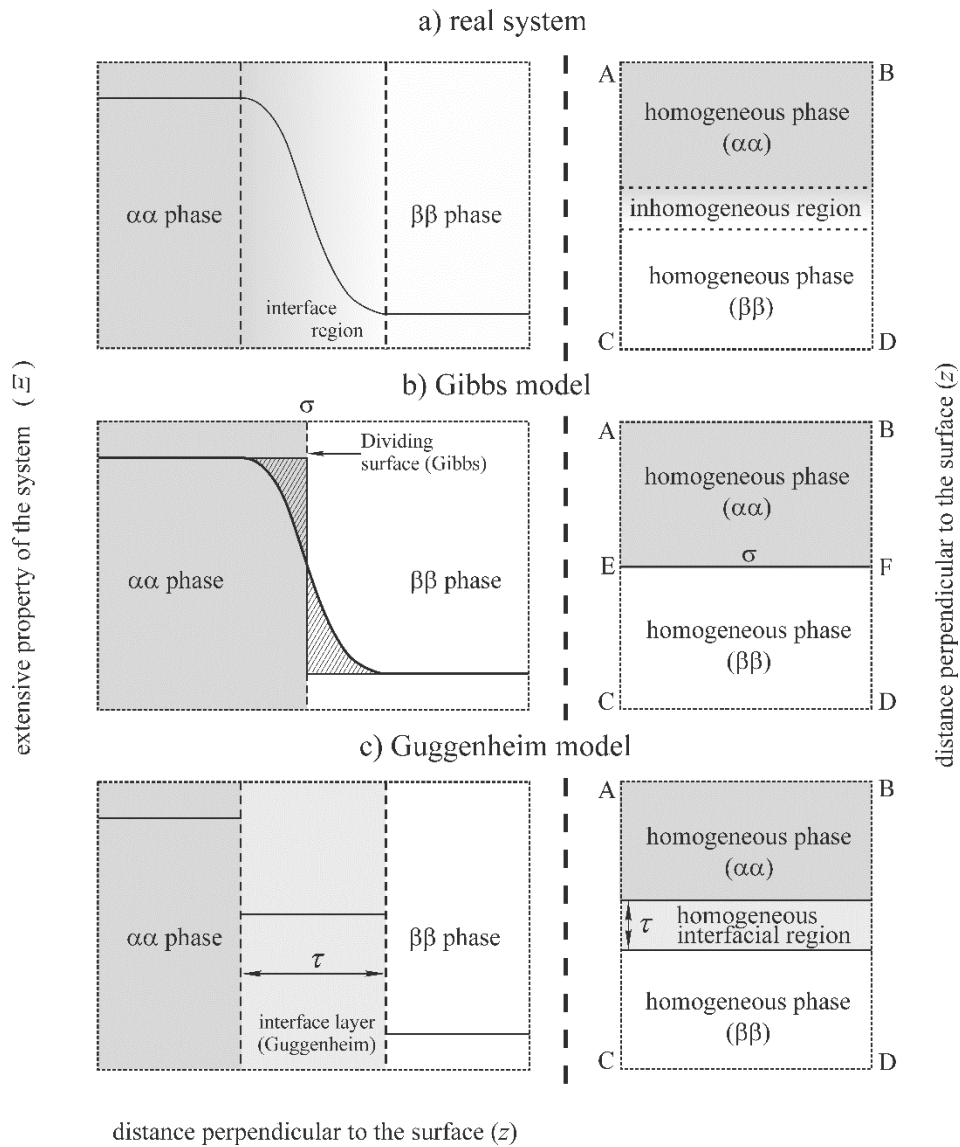 a) real system
αα phase
interface
region
ββ phase
A
B
homogeneous phase
(αα)
inhomogeneous region
homogeneous phase
(ββ)
C
D
extensive property of the system (Ξ)
distance perpendicular to the surface (z)
b) Gibbs model
σ
Dividing
surface (Gibbs)
αα phase
ββ phase
A
B
homogeneous phase
(αα)
E
σ
F
homogeneous phase
(ββ)
C
D
c) Guggenheim model
αα phase
τ
interface layer
(Guggenheim)
ββ phase
A
B
homogeneous phase
(αα)
τ
homogeneous
interfacial region
homogeneous phase
(ββ)
C
D
distance perpendicular to the surface (z)